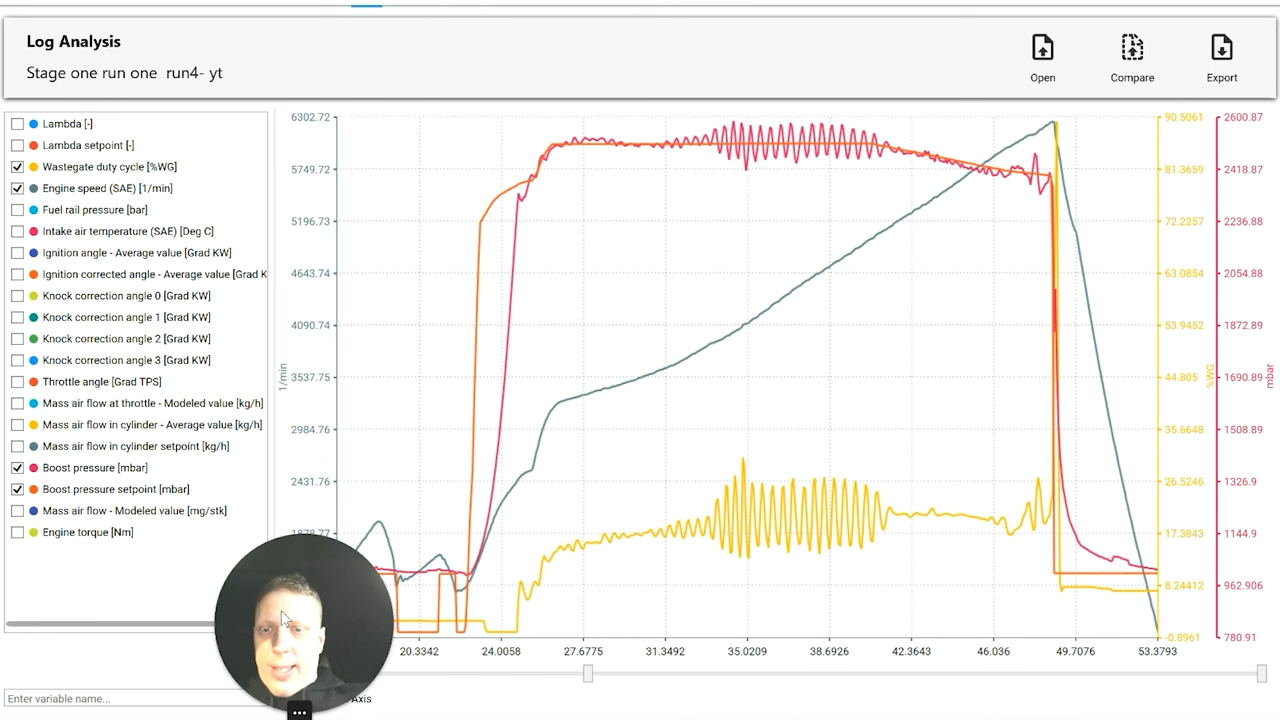 Log Analysis
Stage one run one run4- yt
Open
Compare
Export
Lambda [-]
Lambda setpoint [-]
Wastegate duty cycle [%WG]
Engine speed (SAE) [1/min]
Fuel rail pressure [bar]
Intake air temperature (SAE) [Deg C]
Ignition angle - Average value [Grad KW]
Ignition corrected angle - Average value [Grad K
Knock correction angle 0 [Grad KW]
Knock correction angle 1 [Grad KW]
Knock correction angle 2 [Grad KW]
Knock correction angle 3 [Grad KW]
Throttle angle [Grad TPS]
Mass air flow at throttle - Modeled value [kg/h]
Mass air flow in cylinder - Average value [kg/h]
Mass air flow in cylinder setpoint [kg/h]
Boost pressure [mbar]
Boost pressure setpoint [mbar]
Mass air flow - Modeled value [mg/stk]
Engine torque [Nm]
Enter variable name...
Axis
1/min
6302.72
5749.72
5196.73
4643.74
4090.74
3537.75
2984.76
2431.76
1878.77
20.3342
24.0058
27.6775
31.3492
35.0209
38.6926
42.3643
46.036
49.7076
53.3793
90.5061
81.3659
72.2257
63.0854
53.9452
44.805
35.6648
26.5246
17.3843
8.24412
-0.8961
%WG
2600.87
2418.87
2236.88
2054.88
1872.89
1690.89
1508.89
1326.9
1144.9
962.906
780.91
mbar